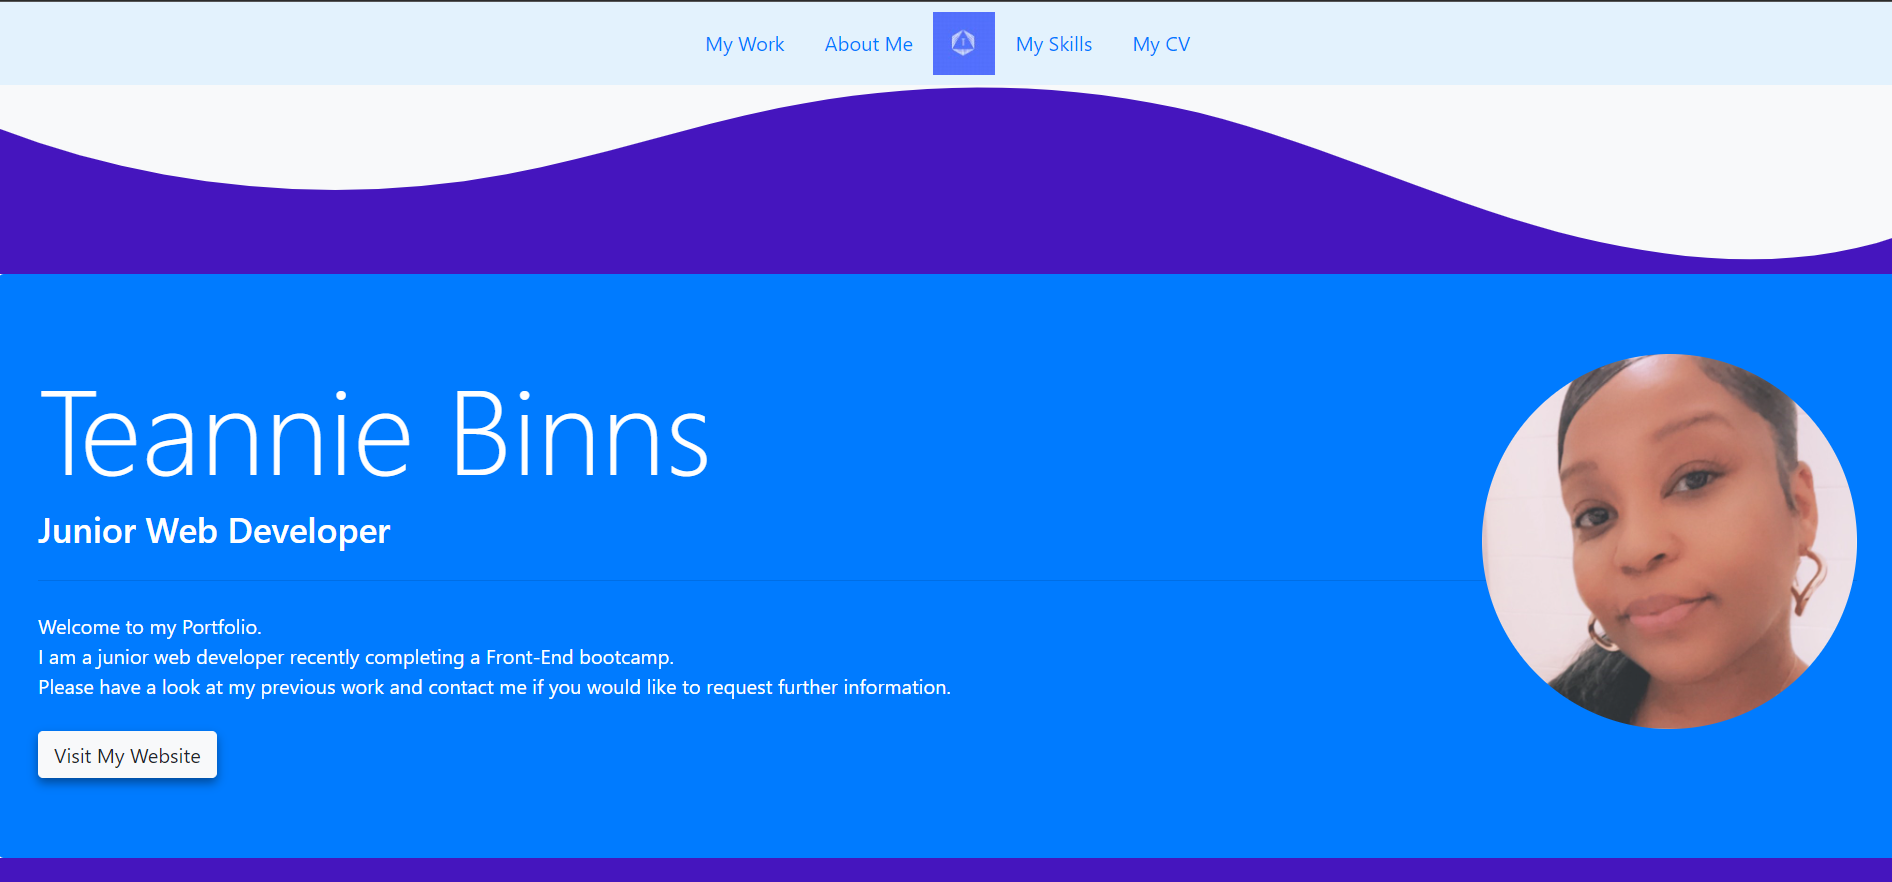 My Work About Me T My Skills My CV
Teannie Binns
Junior Web Developer
Welcome to my Portfolio.
I am a junior web developer recently completing a Front-End bootcamp.
Please have a look at my previous work and contact me if you would like to request further information.
Visit My Website